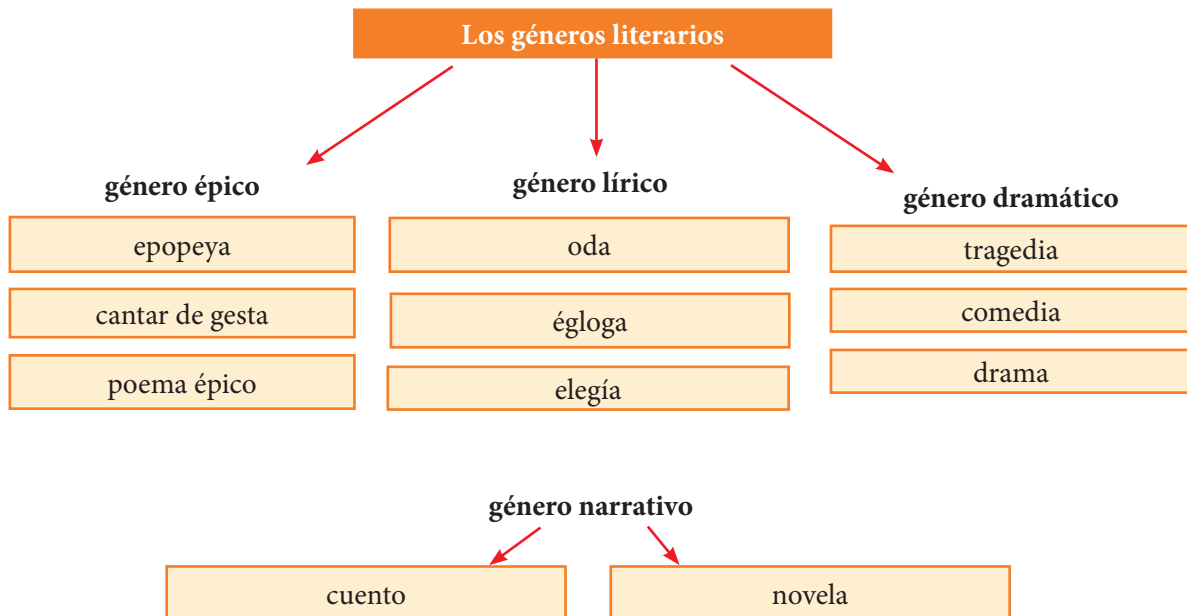 Los géneros literarios
género épico
epopeya
cantar de gesta
poema épico
género lírico
oda
égloga
elegía
género dramático
tragedia
comedia
drama
género narrativo
cuento
novela